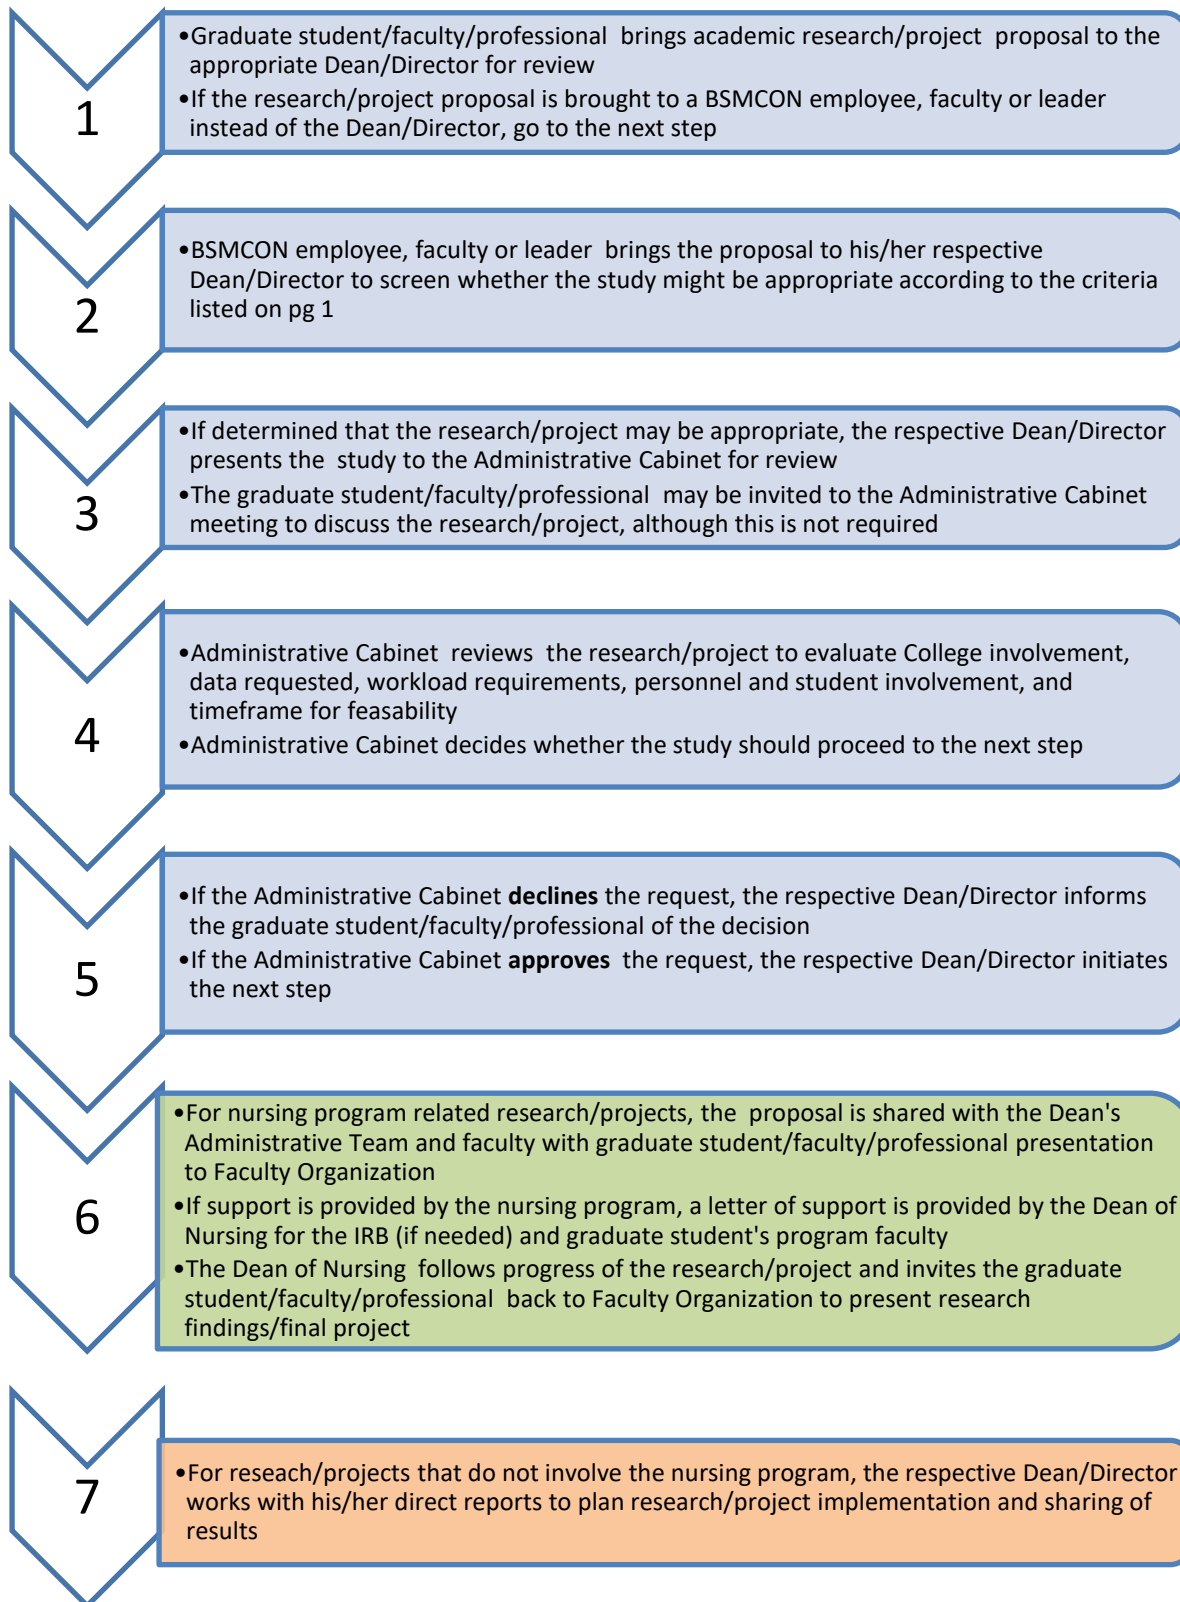 1
•Graduate student/faculty/professional brings academic research/project proposal to the
appropriate Dean/Director for review
•If the research/project proposal is brought to a BSMCON employee, faculty or leader
instead of the Dean/Director, go to the next step
2
•BSMCON employee, faculty or leader brings the proposal to his/her respective
Dean/Director to screen whether the study might be appropriate according to the criteria
listed on pg 1
3
•If determined that the research/project may be appropriate, the respective Dean/Director
presents the study to the Administrative Cabinet for review
•The graduate student/faculty/professional may be invited to the Administrative Cabinet
meeting to discuss the research/project, although this is not required
4
•Administrative Cabinet reviews the research/project to evaluate College involvement,
data requested, workload requirements, personnel and student involvement, and
timeframe for feasability
•Administrative Cabinet decides whether the study should proceed to the next step
5
•If the Administrative Cabinet declines the request, the respective Dean/Director informs
the graduate student/faculty/professional of the decision
•If the Administrative Cabinet approves the request, the respective Dean/Director initiates
the next step
6
•For nursing program related research/projects, the proposal is shared with the Dean's
Administrative Team and faculty with graduate student/faculty/professional presentation
to Faculty Organization
•If support is provided by the nursing program, a letter of support is provided by the Dean of
Nursing for the IRB (if needed) and graduate student's program faculty
•The Dean of Nursing follows progress of the research/project and invites the graduate
student/faculty/professional back to Faculty Organization to present research
findings/final project
7
•For reseach/projects that do not involve the nursing program, the respective Dean/Director
works with his/her direct reports to plan research/project implementation and sharing of
results